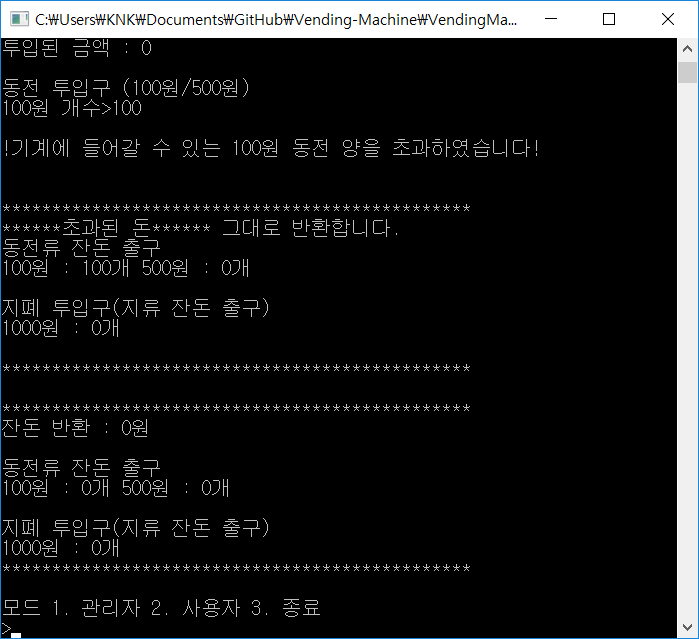 C:₩Users₩KNK₩Documents₩GitHub₩Vending-Machine₩VendingMa...
투입된 금액 : 0
동전 투입구 (100원/500원)
100원 개수>100
!기계에 들어갈 수 있는 100원 동전 양을 초과하였습니다!
***********************************************
******초과된 돈****** 그대로 반환합니다.
동전류 잔돈 출구
100원 : 100개 500원 : 0개
지폐 투입구(지류 잔돈 출구)
1000원 : 0개
***********************************************
***********************************************
잔돈 반환 : 0원
동전류 잔돈 출구
100원 : 0개 500원 : 0개
지폐 투입구(지류 잔돈 출구)
1000원 : 0개
***********************************************
모드 1. 관리자 2. 사용자 3. 종료
>